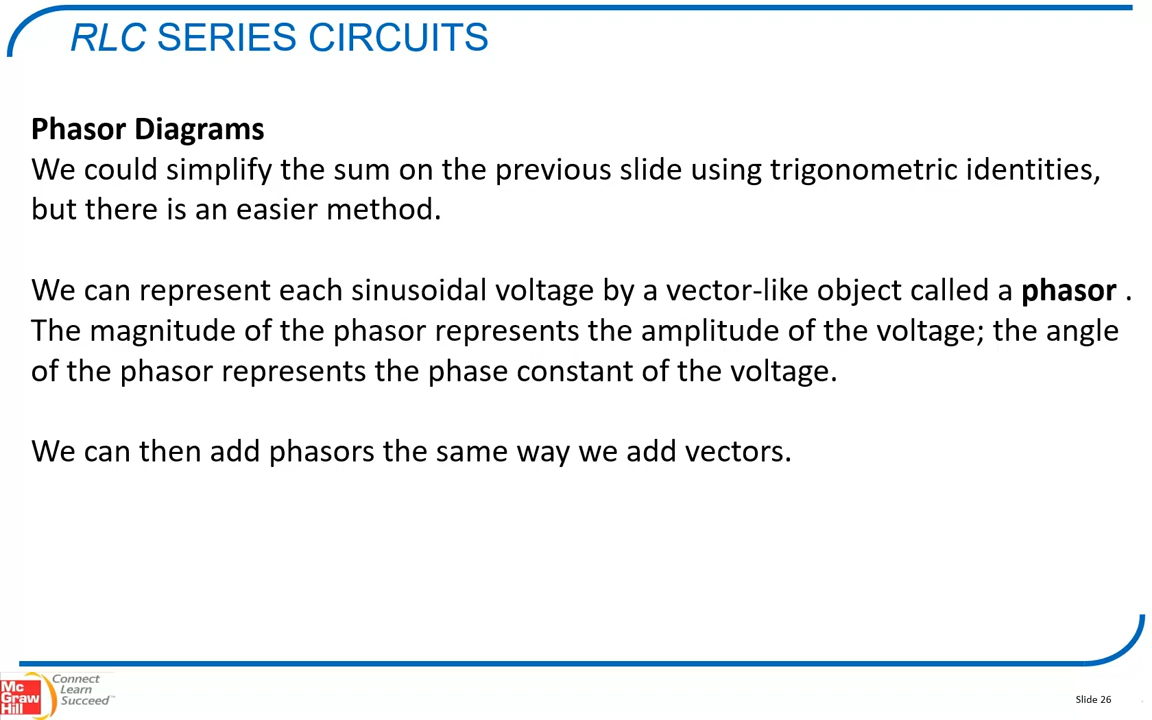 RLC SERIES CIRCUITS
Phasor Diagrams
We could simplify the sum on the previous slide using trigonometric identities,
but there is an easier method.
We can represent each sinusoidal voltage by a vector-like object called a phasor .
The magnitude of the phasor represents the amplitude of the voltage; the angle
of the phasor represents the phase constant of the voltage.
We can then add phasors the same way we add vectors.
Mc
Graw
Hill
Connect
Learn
Succeed™
Slide 26